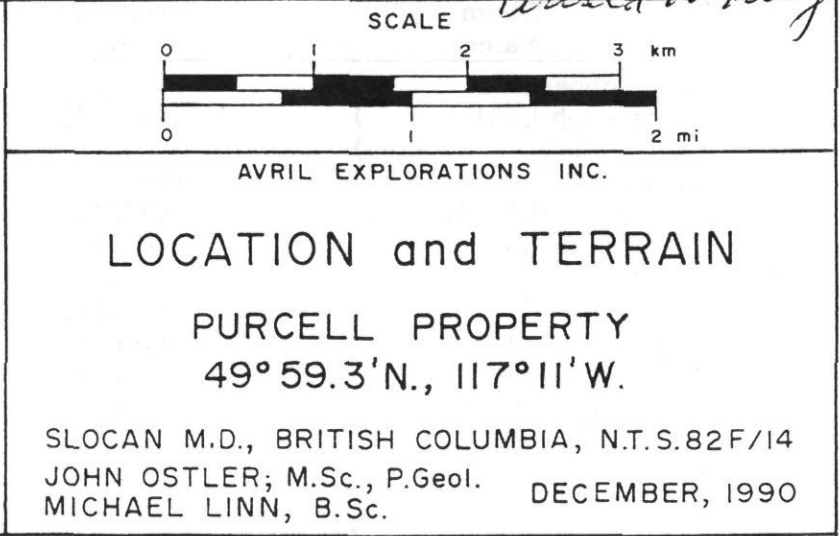 SCALE
0 1 2 3 km
0 1 2 mi
AVRIL EXPLORATIONS INC.
LOCATION and TERRAIN
PURCELL PROPERTY
49° 59.3'N., 117° 11' W.
SLOCAN M.D., BRITISH COLUMBIA, N.T.S. 82 F/14
JOHN OSTLER; M.Sc., P.Geol.
MICHAEL LINN, B.Sc.
DECEMBER, 1990